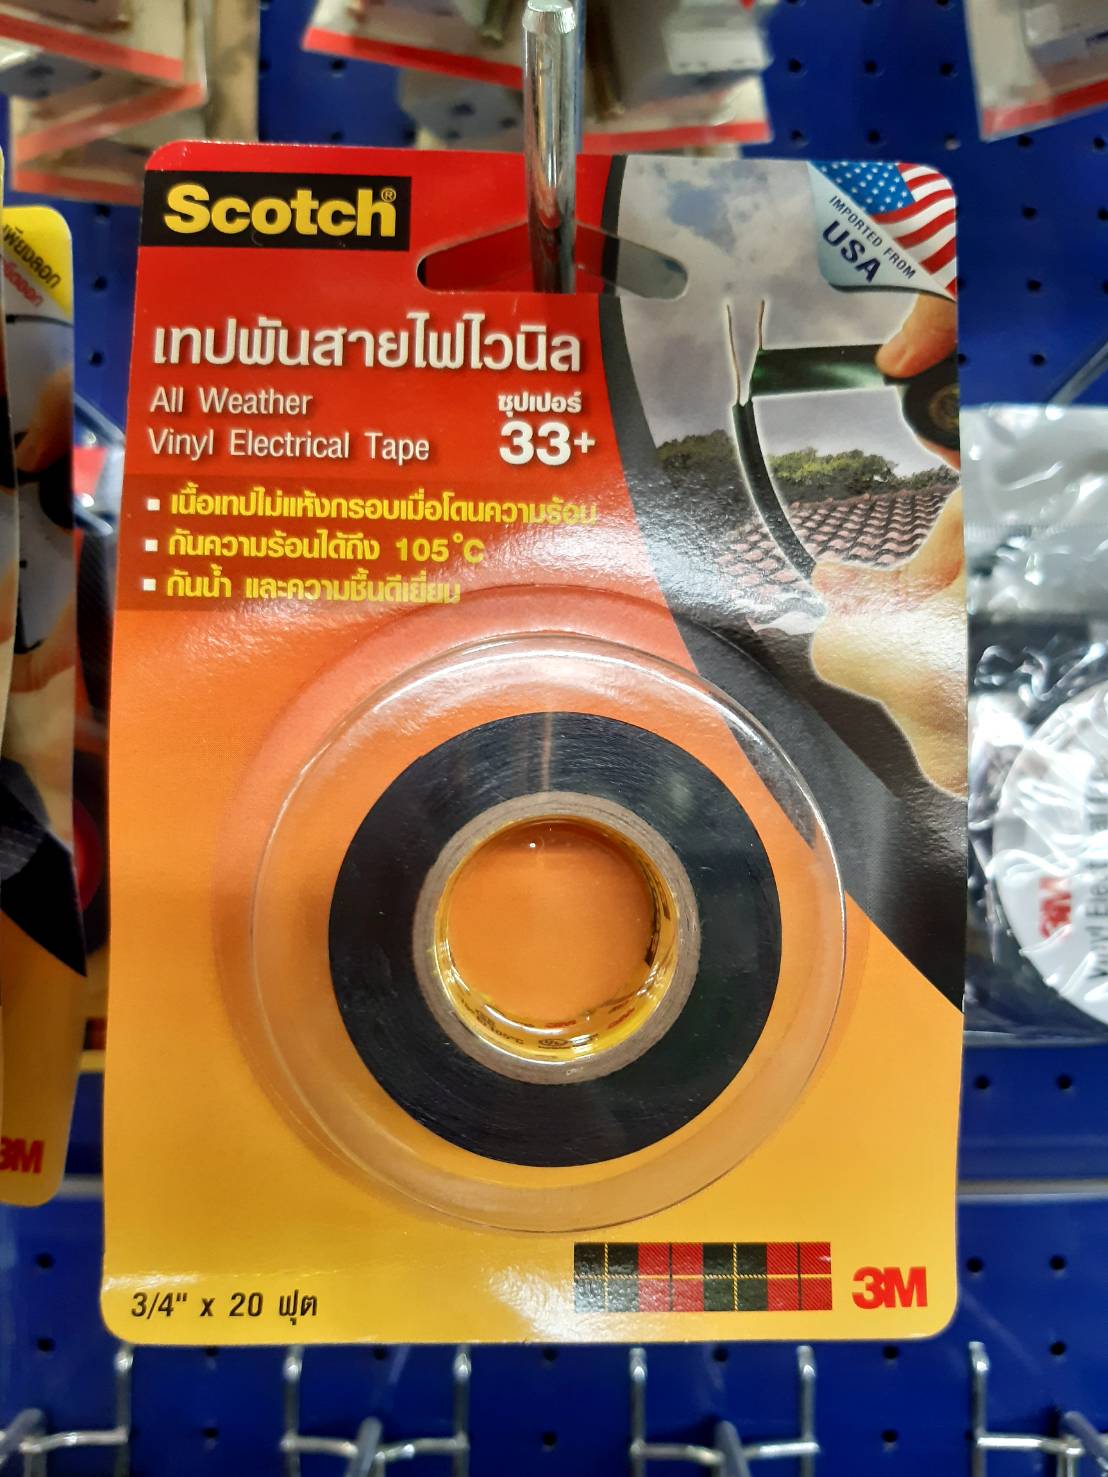 Scotch®
IMPORTED FROM
USA
เทปพันสายไฟไวนิล
All Weather
Vinyl Electrical Tape
ซุปเปอร์
33+
เนื้อเทปไม่แห้งกรอบเมื่อโดนความร้อน
กันความร้อนได้ถึง 105°C
กันน้ำ และความชื้นดีเยี่ยม
3/4" x 20 ฟุต
3M
3M
3M